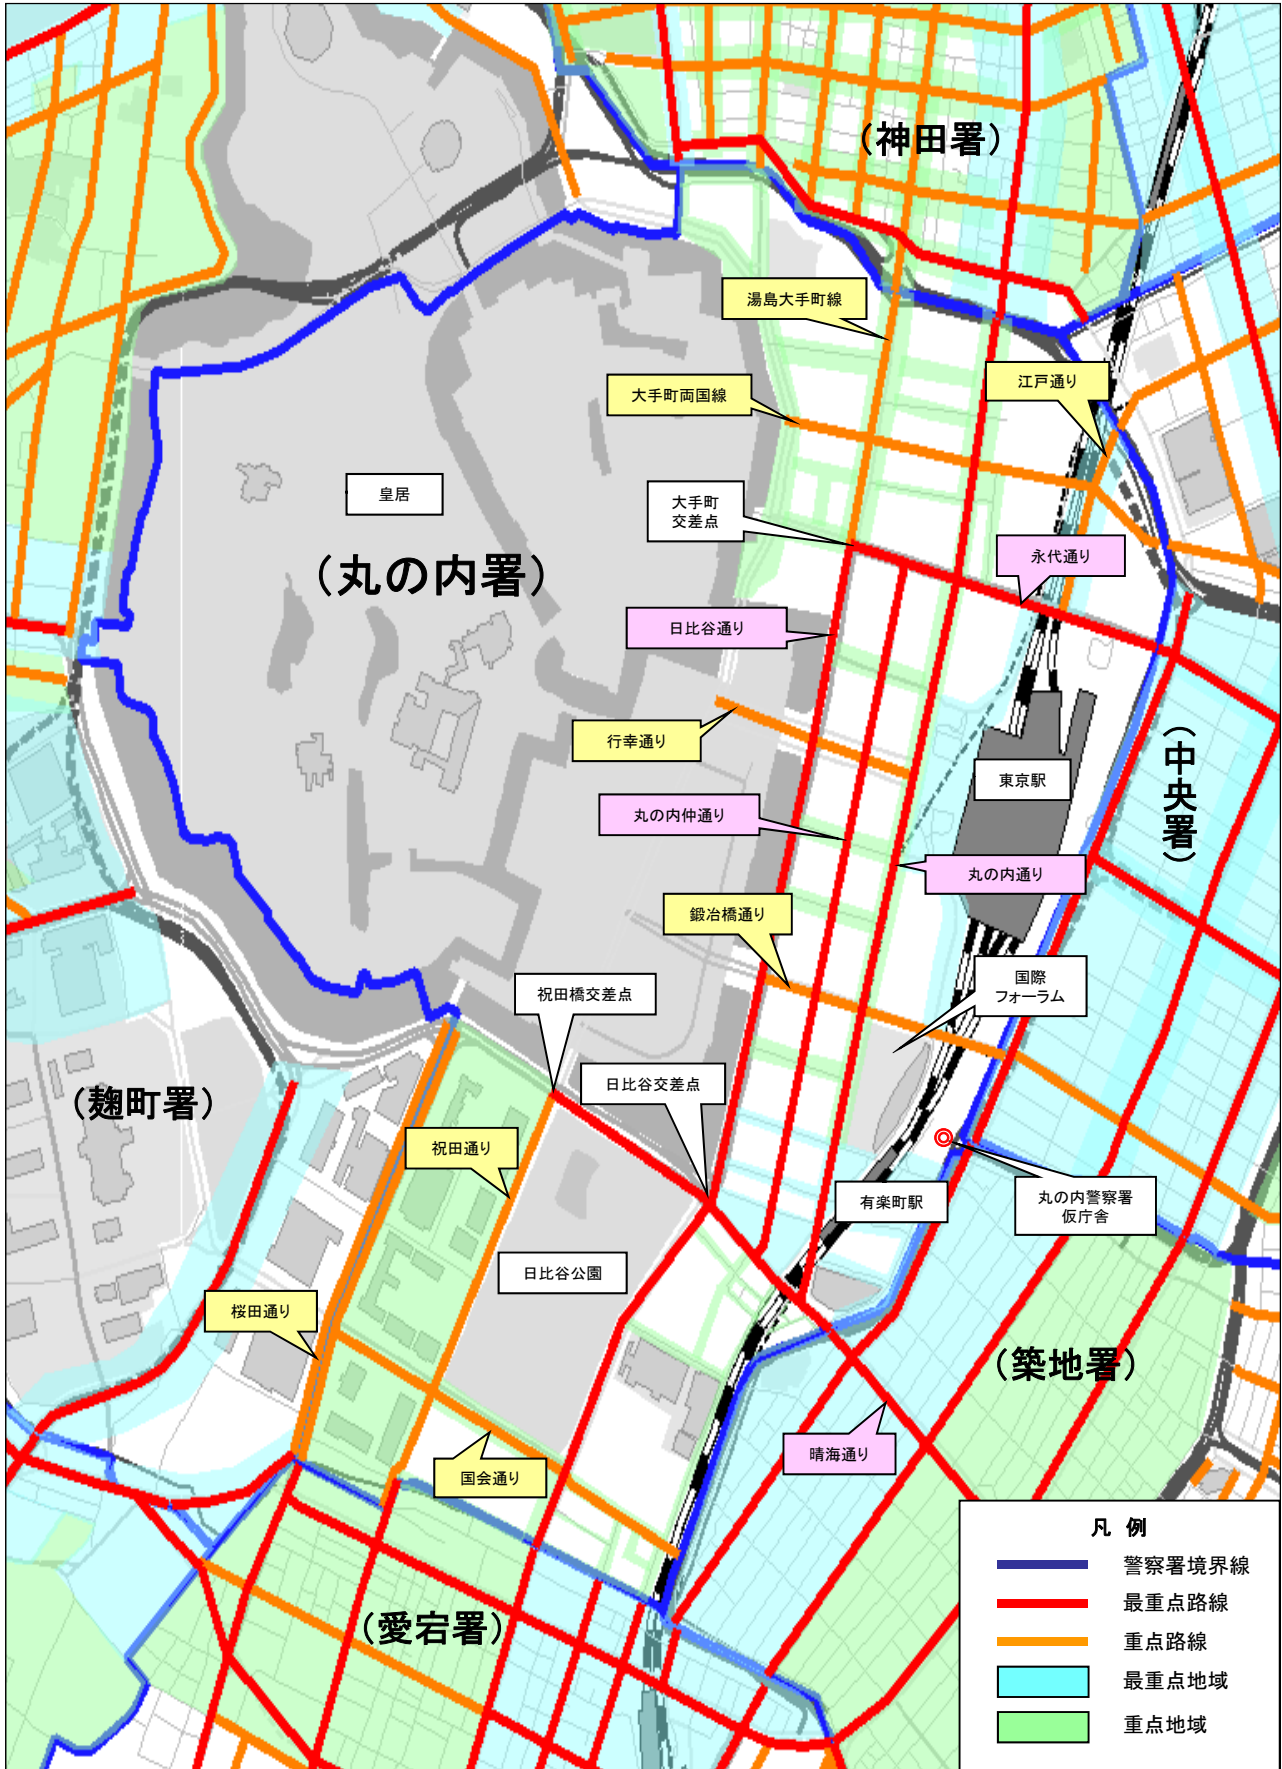 (神田署)
湯島大手町線
江戸通り
大手町両国線
皇居
大手町
交差点
(丸の内署)
永代通り
日比谷通り
行幸通り
(中央署)
東京駅
丸の内仲通り
丸の内通り
鍛冶橋通り
国際
フォーラム
祝田橋交差点
日比谷交差点
(麹町署)
祝田通り
有楽町駅
丸の内警察署
仮庁舎
日比谷公園
桜田通り
(築地署)
晴海通り
国会通り
(愛宕署)
凡 例
警察署境界線
最重点路線
重点路線
最重点地域
重点地域